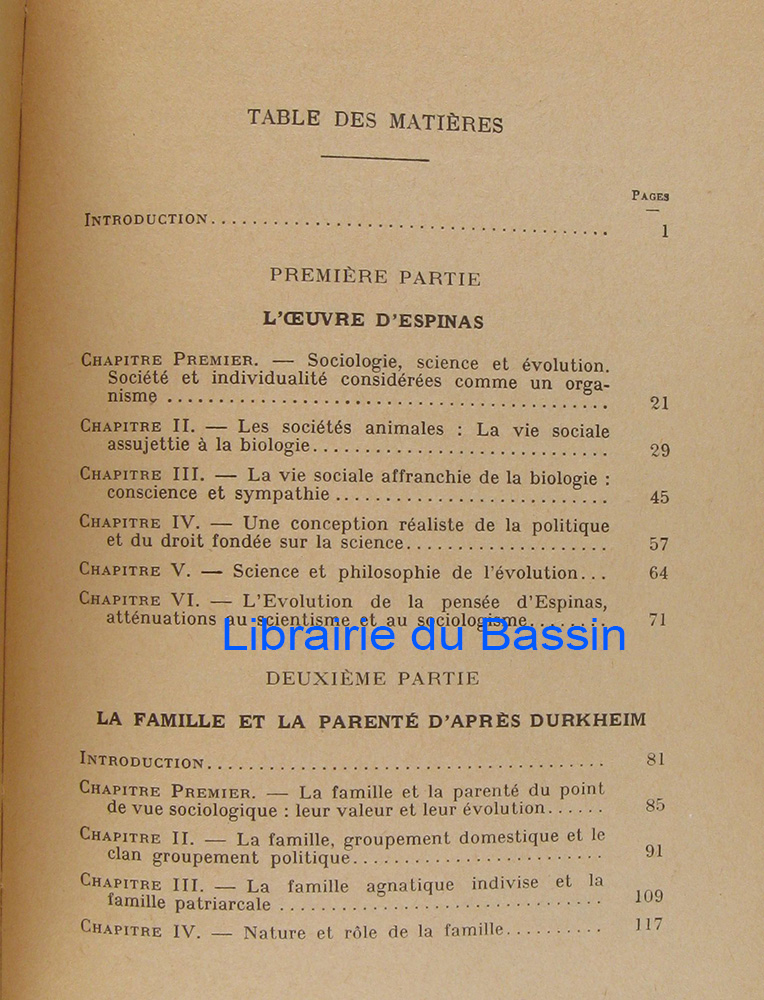 TABLE DES MATIÈRES
PAGES
INTRODUCTION........................................ 1
PREMIÈRE PARTIE
L'ŒUVRE D'ESPINAS
CHAPITRE PREMIER. — Sociologie, science et évolution.
Société et individualité considérées comme un orga-
nisme ........................................... 21
CHAPITRE II. — Les sociétés animales : La vie sociale
assujettie à la biologie............................. 29
CHAPITRE III. — La vie sociale affranchie de la biologie :
conscience et sympathie .......................... 45
CHAPITRE IV. — Une conception réaliste de la politique
et du droit fondée sur la science.................... 57
CHAPITRE V. — Science et philosophie de l'évolution... 64
CHAPITRE VI. — L'Evolution de la pensée d'Espinas,
atténuations au scientisme et au sociologisme........ 71
Librairie du Bassin
DEUXIÈME PARTIE
LA FAMILLE ET LA PARENTÉ D'APRÈS DURKHEIM
INTRODUCTION....................................... 81
CHAPITRE PREMIER. — La famille et la parenté du point
de vue sociologique : leur valeur et leur évolution...... 85
CHAPITRE II. — La famille, groupement domestique et le
clan groupement politique........................ 91
CHAPITRE III. — La famille agnatique indivise et la
famille patriarcale ................................ 109
CHAPITRE IV. — Nature et rôle de la famille.......... 117